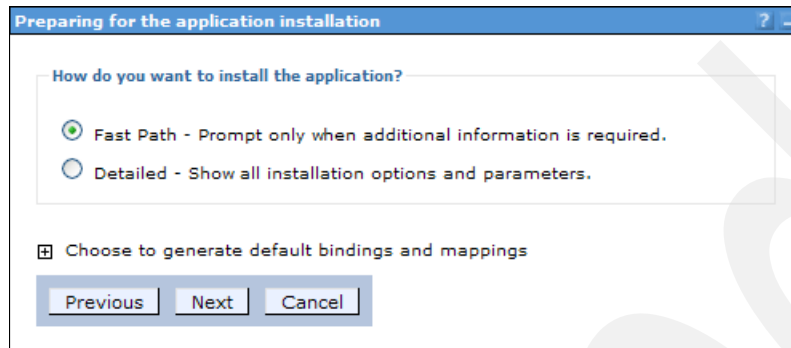 Preparing for the application installation ? –
How do you want to install the application?
Fast Path - Prompt only when additional information is required.
Detailed - Show all installation options and parameters.
Choose to generate default bindings and mappings
Previous Next Cancel